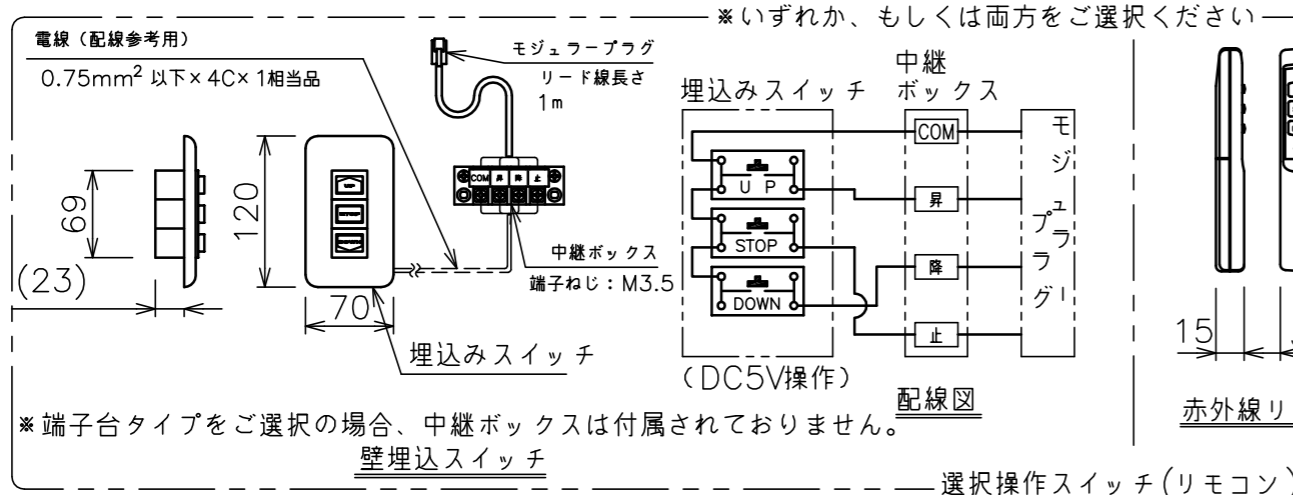 ※いずれか、もしくは両方をご選択ください
電線（配線参考用）
0.75mm² 以下×4C×1相当品
モジュラープラグ
リード線長さ
1m
69
(23)
120
70
COM 昇 降 止
中継ボックス
端子ねじ：M3.5
埋込みスイッチ
埋込みスイッチ
中継
ボックス
UP
STOP
DOWN
COM
昇
降
止
モジュラープラグ
(DC5V操作)
配線図
※端子台タイプをご選択の場合、中継ボックスは付属されておりません。
壁埋込スイッチ
15
赤外線リ
選択操作スイッチ(リモコン)